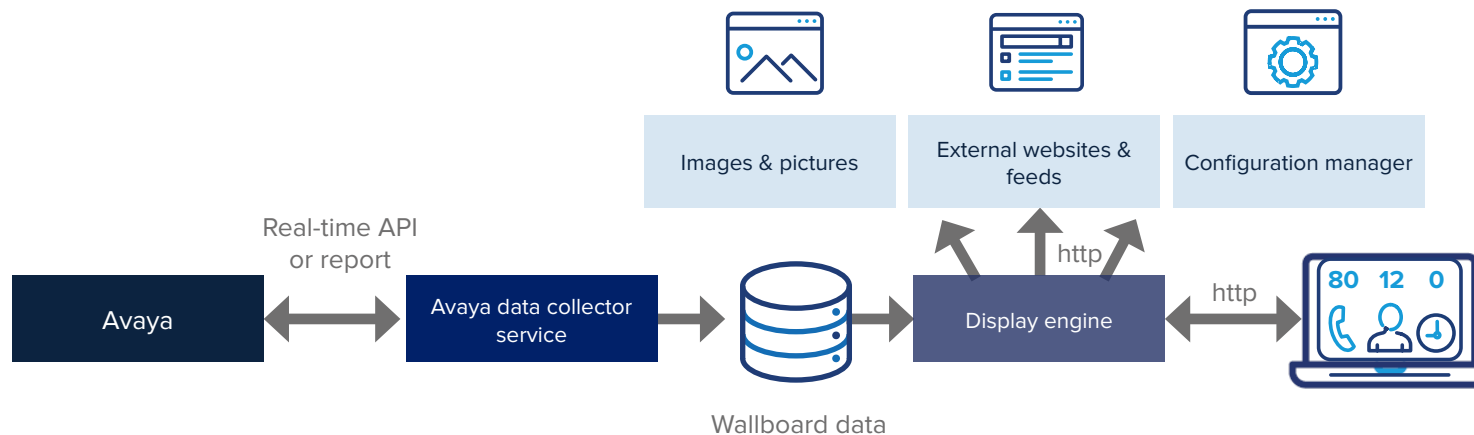 Images & pictures
External websites &
feeds
Configuration manager
Real-time API
or report
http
Avaya
Avaya data collector
service
Display engine
http
80 12 0
Wallboard data